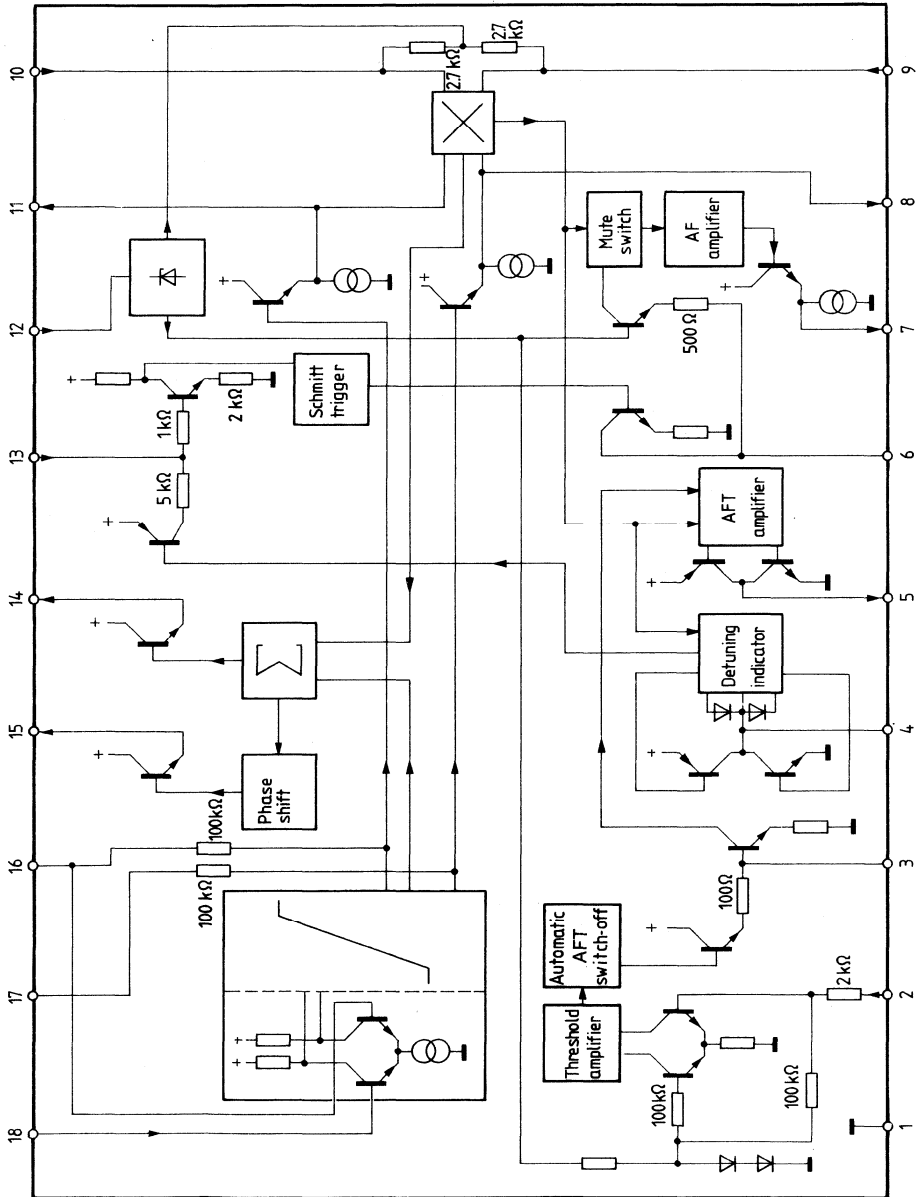 18
17
16
15
14
13
12
11
10
100 kΩ
100kΩ
Phase
shift
Σ
+
+
+
+
+
5 kΩ
1kΩ
2 kΩ
Schmitt
trigger
+
+
+
2.7 kΩ
2.7
kΩ
Threshold
amplifier
Automatic
AFT
switch-off
+
100Ω
100kΩ
100kΩ
2kΩ
Detuning
indicator
+
AFT
amplifier
+
500 Ω
Mute
switch
AF
amplifier
+
1
2
3
4
5
6
7
8
9